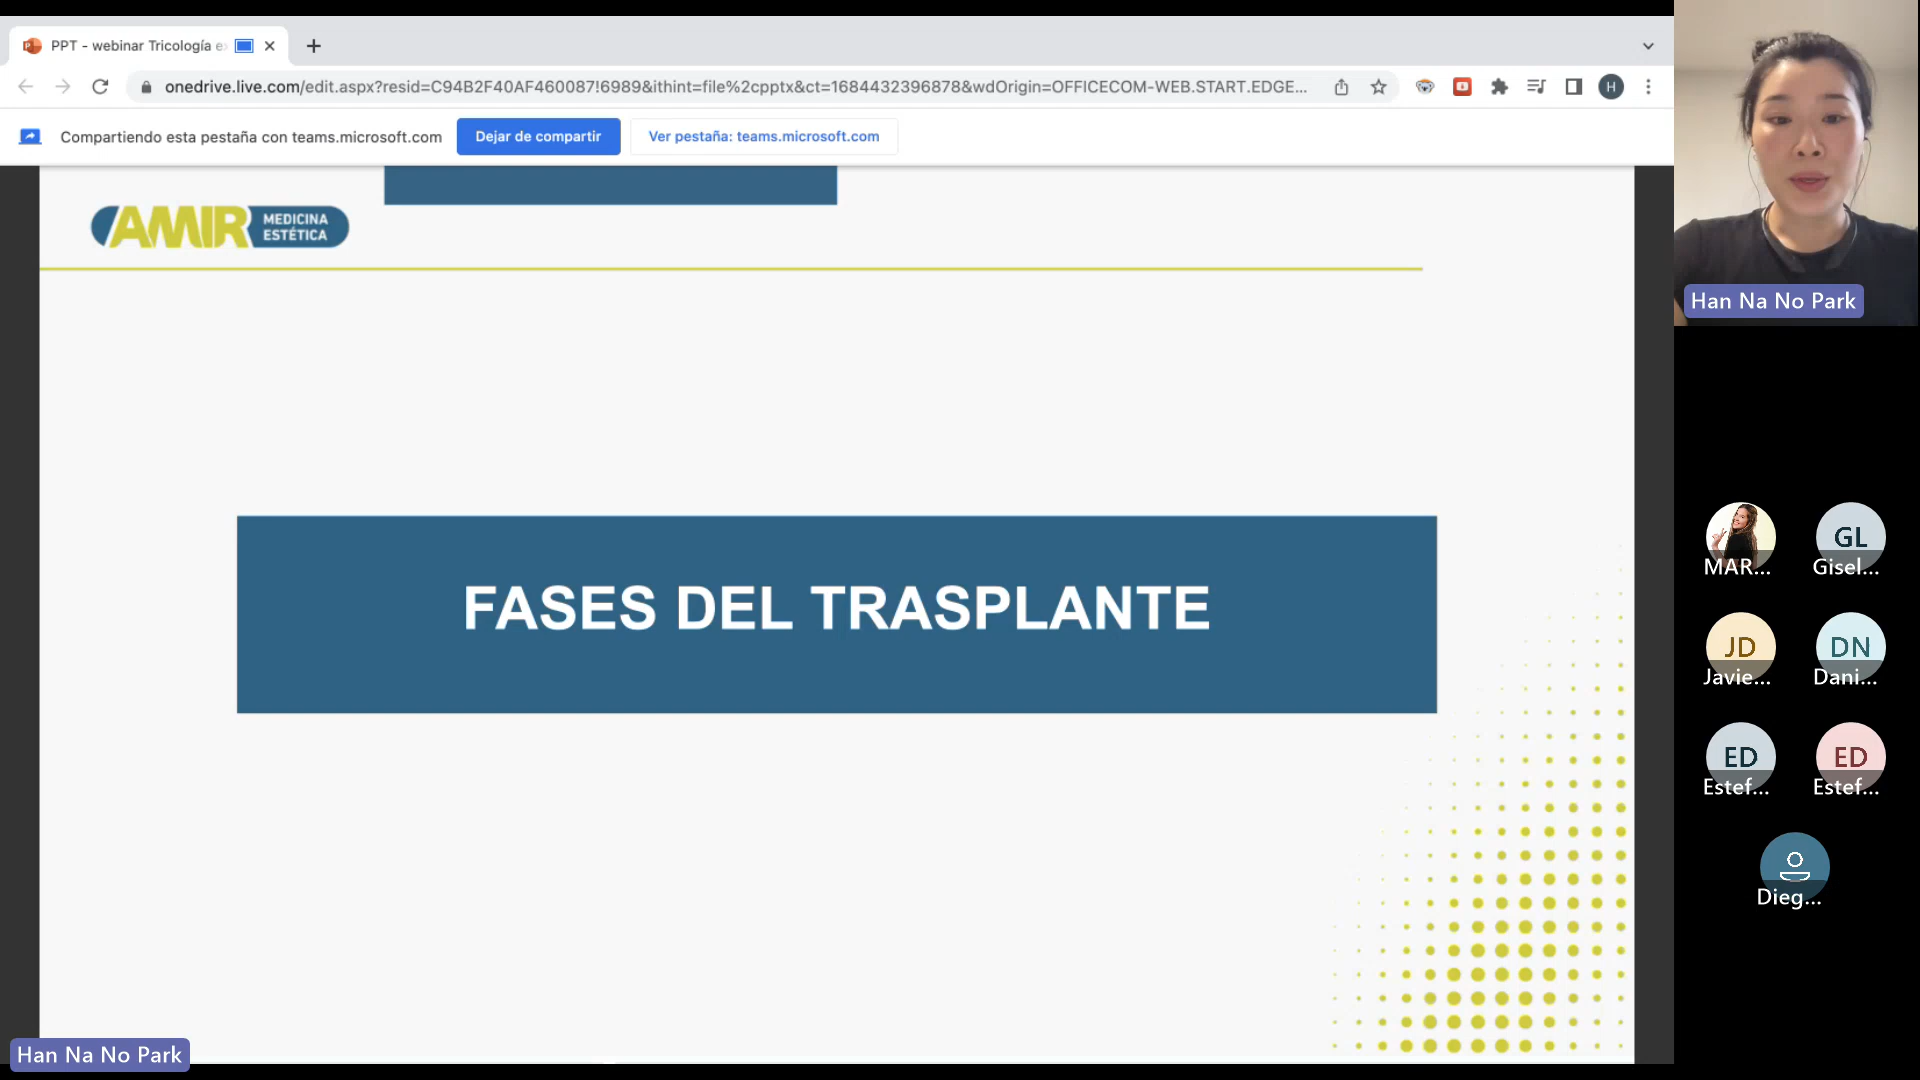 PPT - webinar Tricología e
onedrive.live.com/edit.aspx?resid=C94B2F40AF460087!6989&ithint=file%2cpptx&ct=1684432396878&wdOrigin=OFFICECOM-WEB.START.EDGE...
H
Compartiendo esta pestaña con teams.microsoft.com
Dejar de compartir
Ver pestaña: teams.microsoft.com
AMIR MEDICINA
ESTÉTICA
Han Na No Park
FASES DEL TRASPLANTE
MAR...
GL
Gisel...
JD
Javie...
DN
Dani...
ED
Estef...
ED
Estef...
Dieg...
Han Na No Park